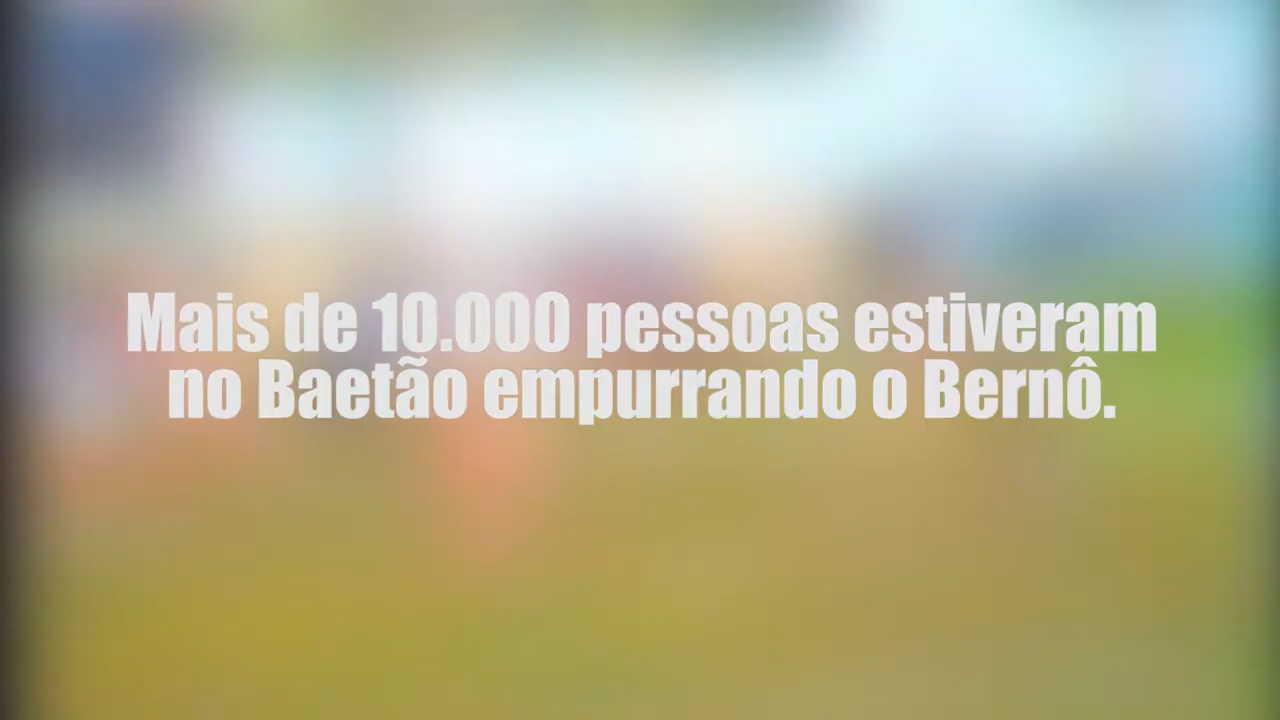 Mais de 10.000 pessoas estiveram
no Baetão empurrando o Bernô.